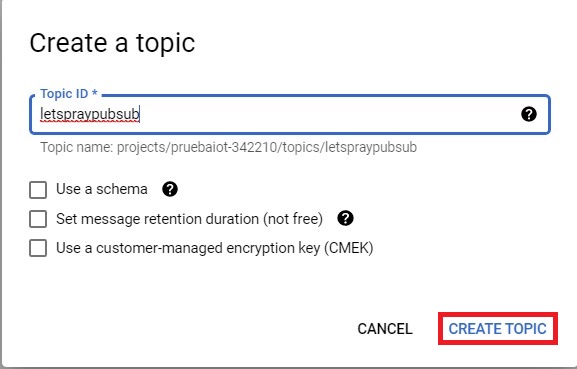 Create a topic
Topic ID *
letspraypubsub
Topic name: projects/pruebaiot-342210/topics/letspraypubsub
Use a schema
Set message retention duration (not free)
Use a customer-managed encryption key (CMEK)
CANCEL CREATE TOPIC